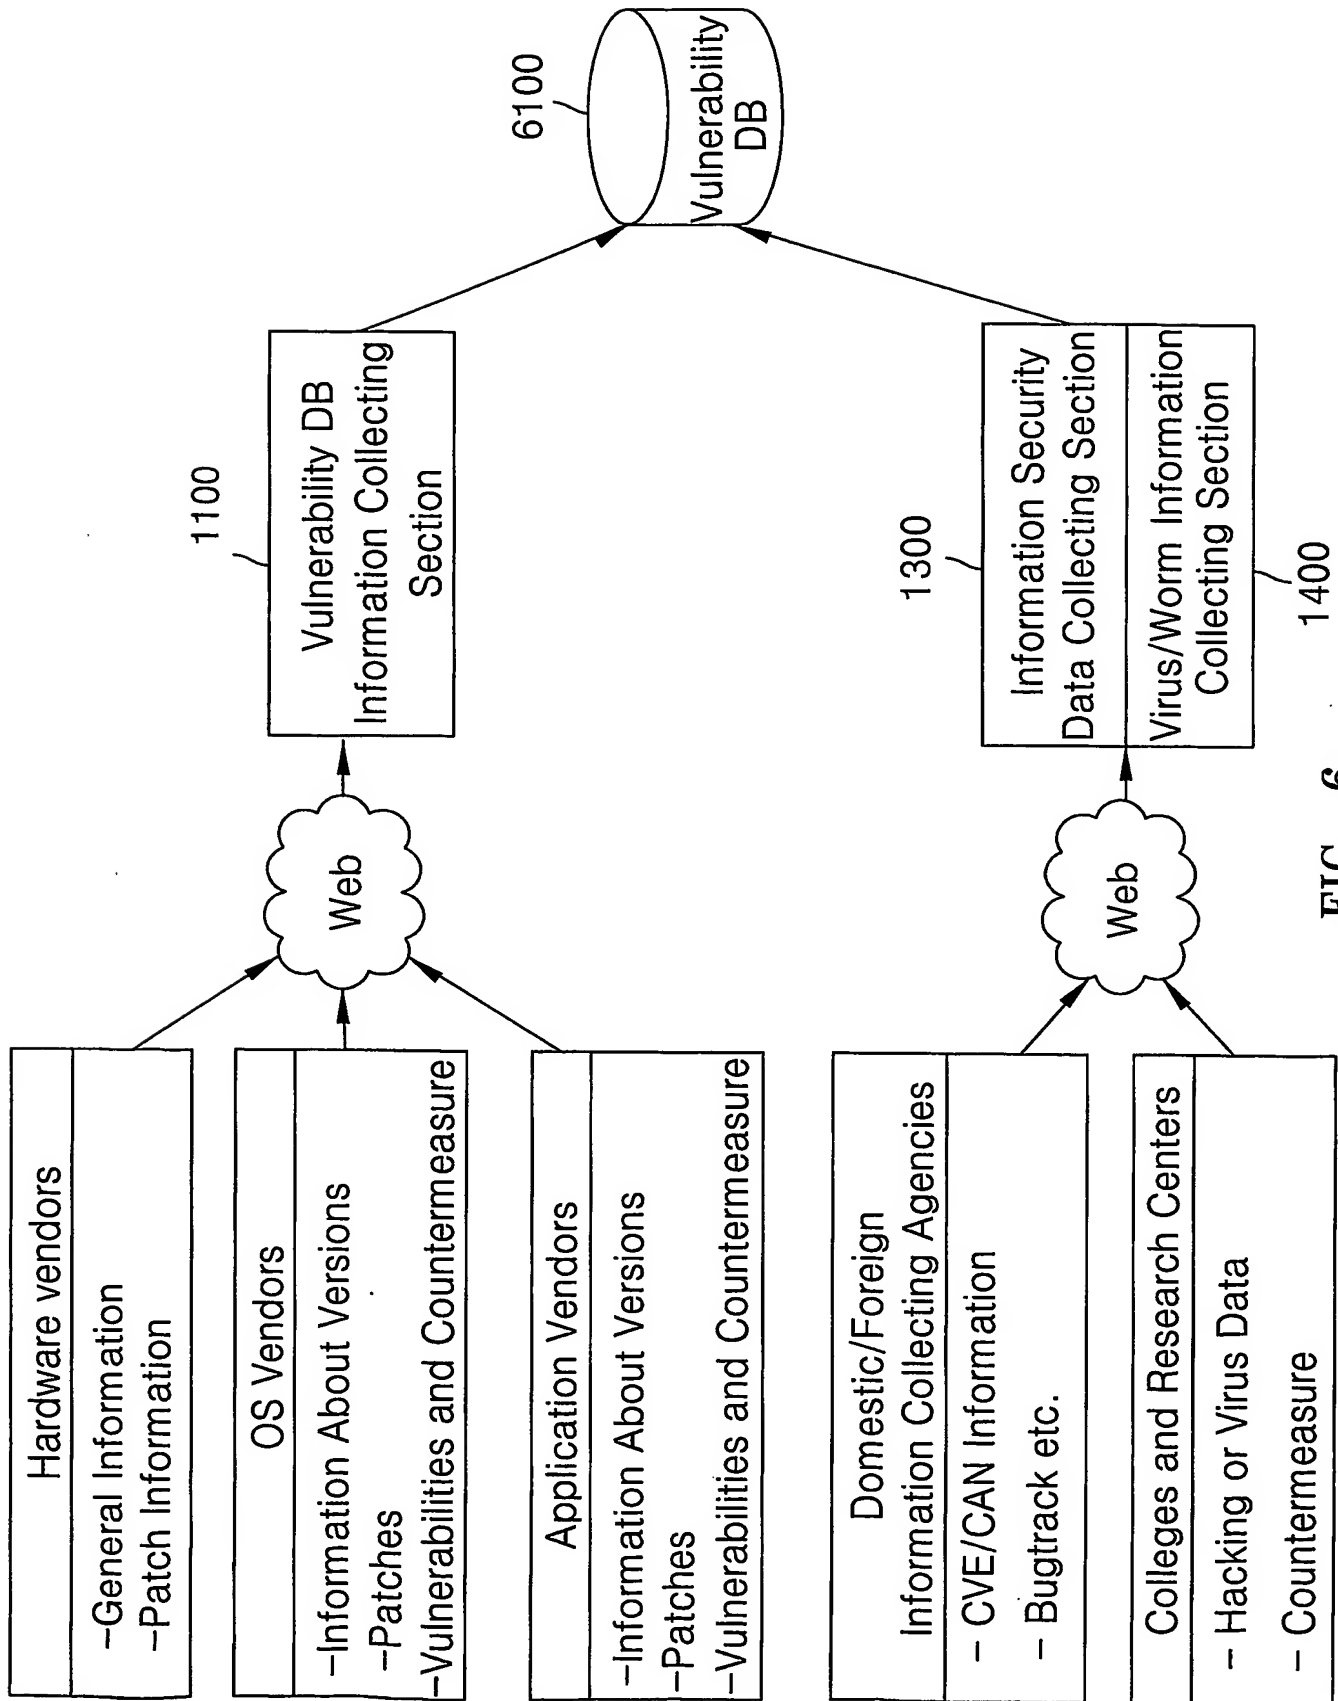 Hardware vendors
–General Information
–Patch Information
OS Vendors
–Information About Versions
–Patches
–Vulnerabilities and Countermeasure
Application Vendors
–Information About Versions
–Patches
–Vulnerabilities and Countermeasure
Domestic/Foreign
Information Collecting Agencies
– CVE/CAN Information
– Bugtrack etc.
Colleges and Research Centers
– Hacking or Virus Data
– Countermeasure
Web
Web
1100
Vulnerability DB
Information Collecting
Section
1300
Information Security
Data Collecting Section
Virus/Worm Information
Collecting Section
1400
6100
Vulnerability
DB
FIG. 6